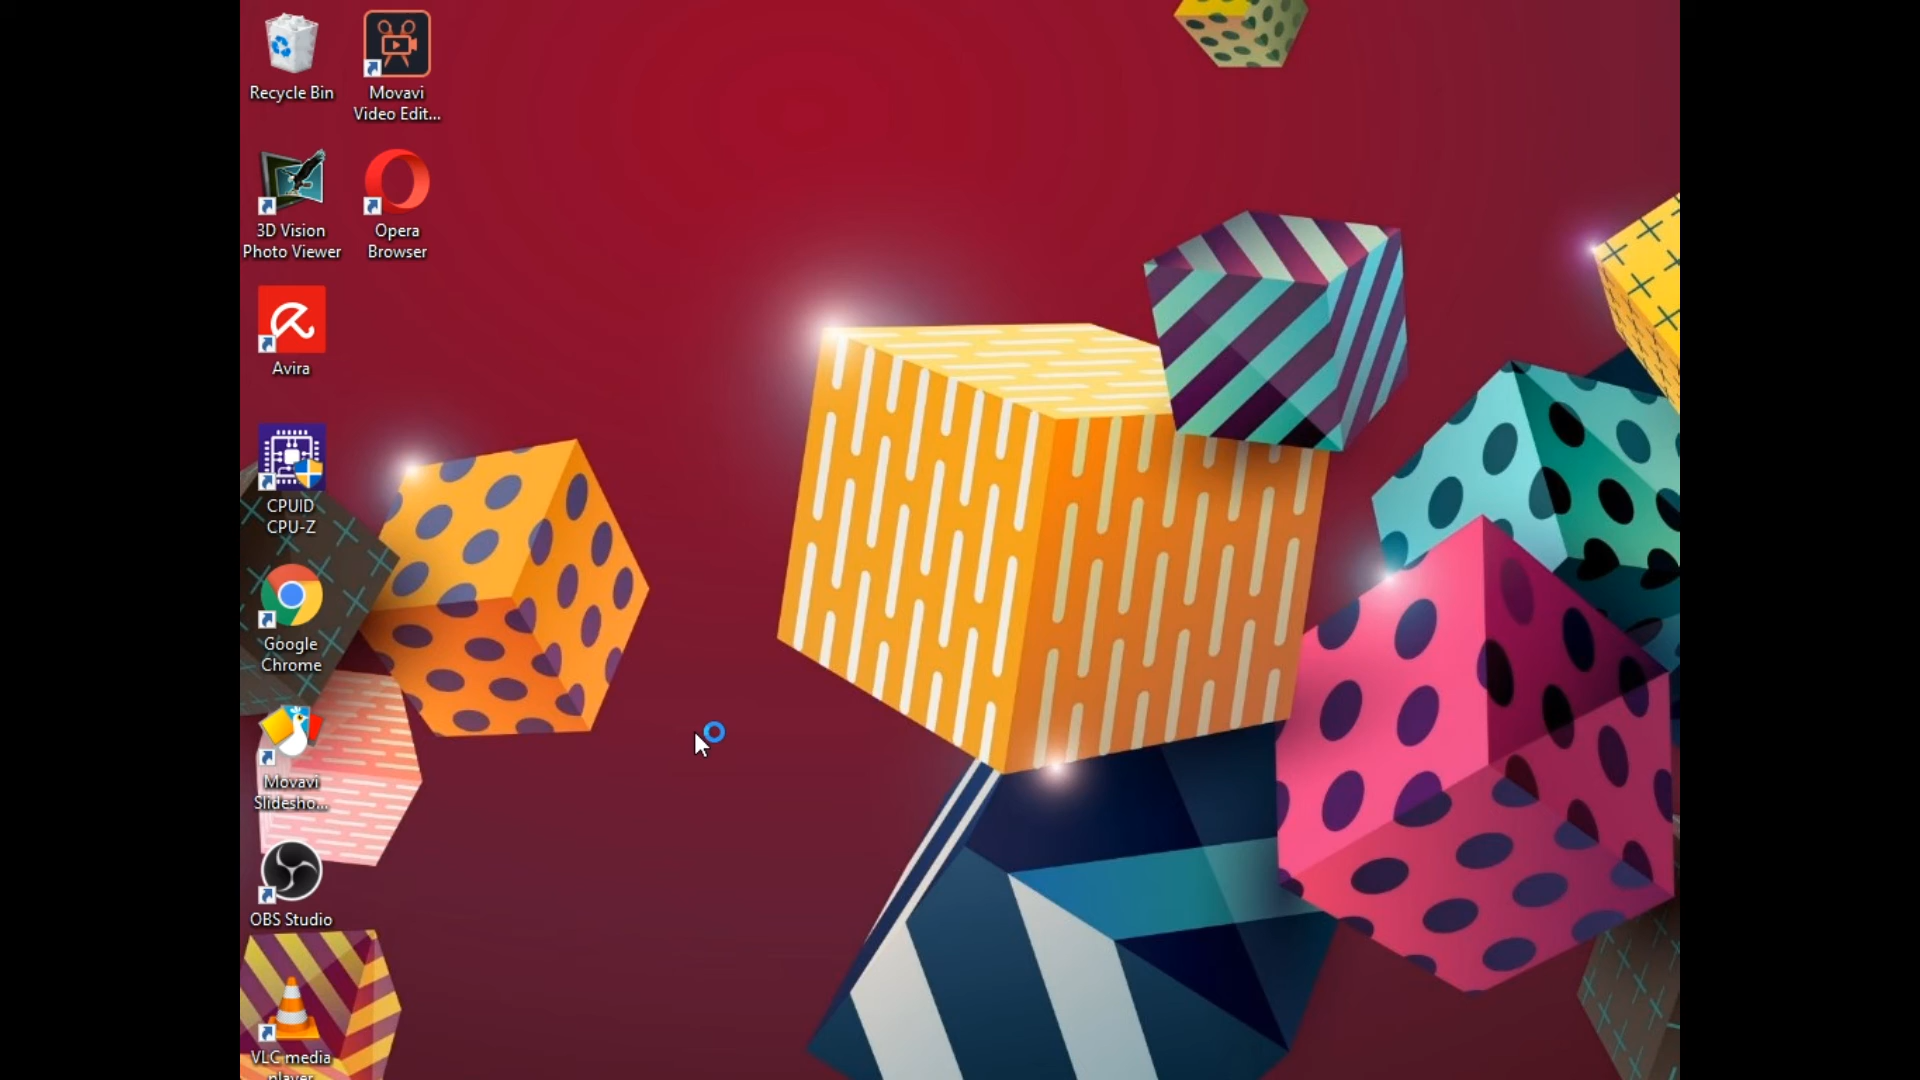 Recycle Bin
Movavi
Video Edit...
3D Vision
Photo Viewer
Opera
Browser
Avira
CPUID
CPU-Z
Google
Chrome
Movavi
Slidesho...
OBS Studio
VLC media
player